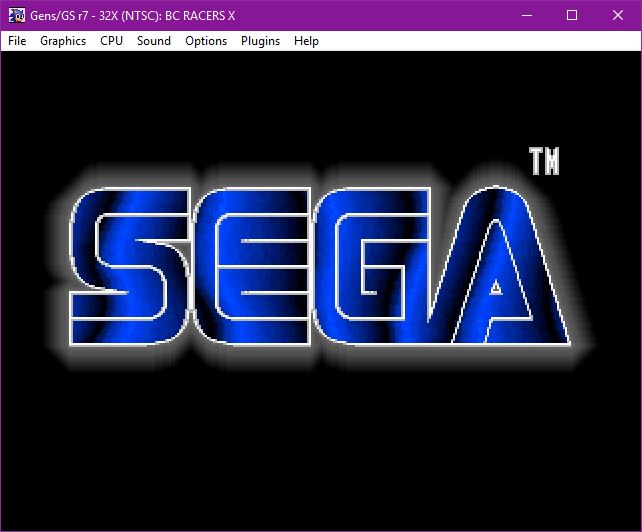 Gens/GS r7 - 32X (NTSC): BC RACERS X
File Graphics CPU Sound Options Plugins Help
TM
SEGA